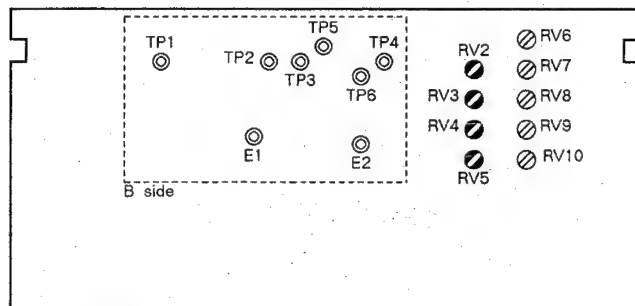 TP1
TP2
TP3
TP5
TP4
TP6
E1
E2
B side
RV2
RV3
RV4
RV5
RV6
RV7
RV8
RV9
RV10